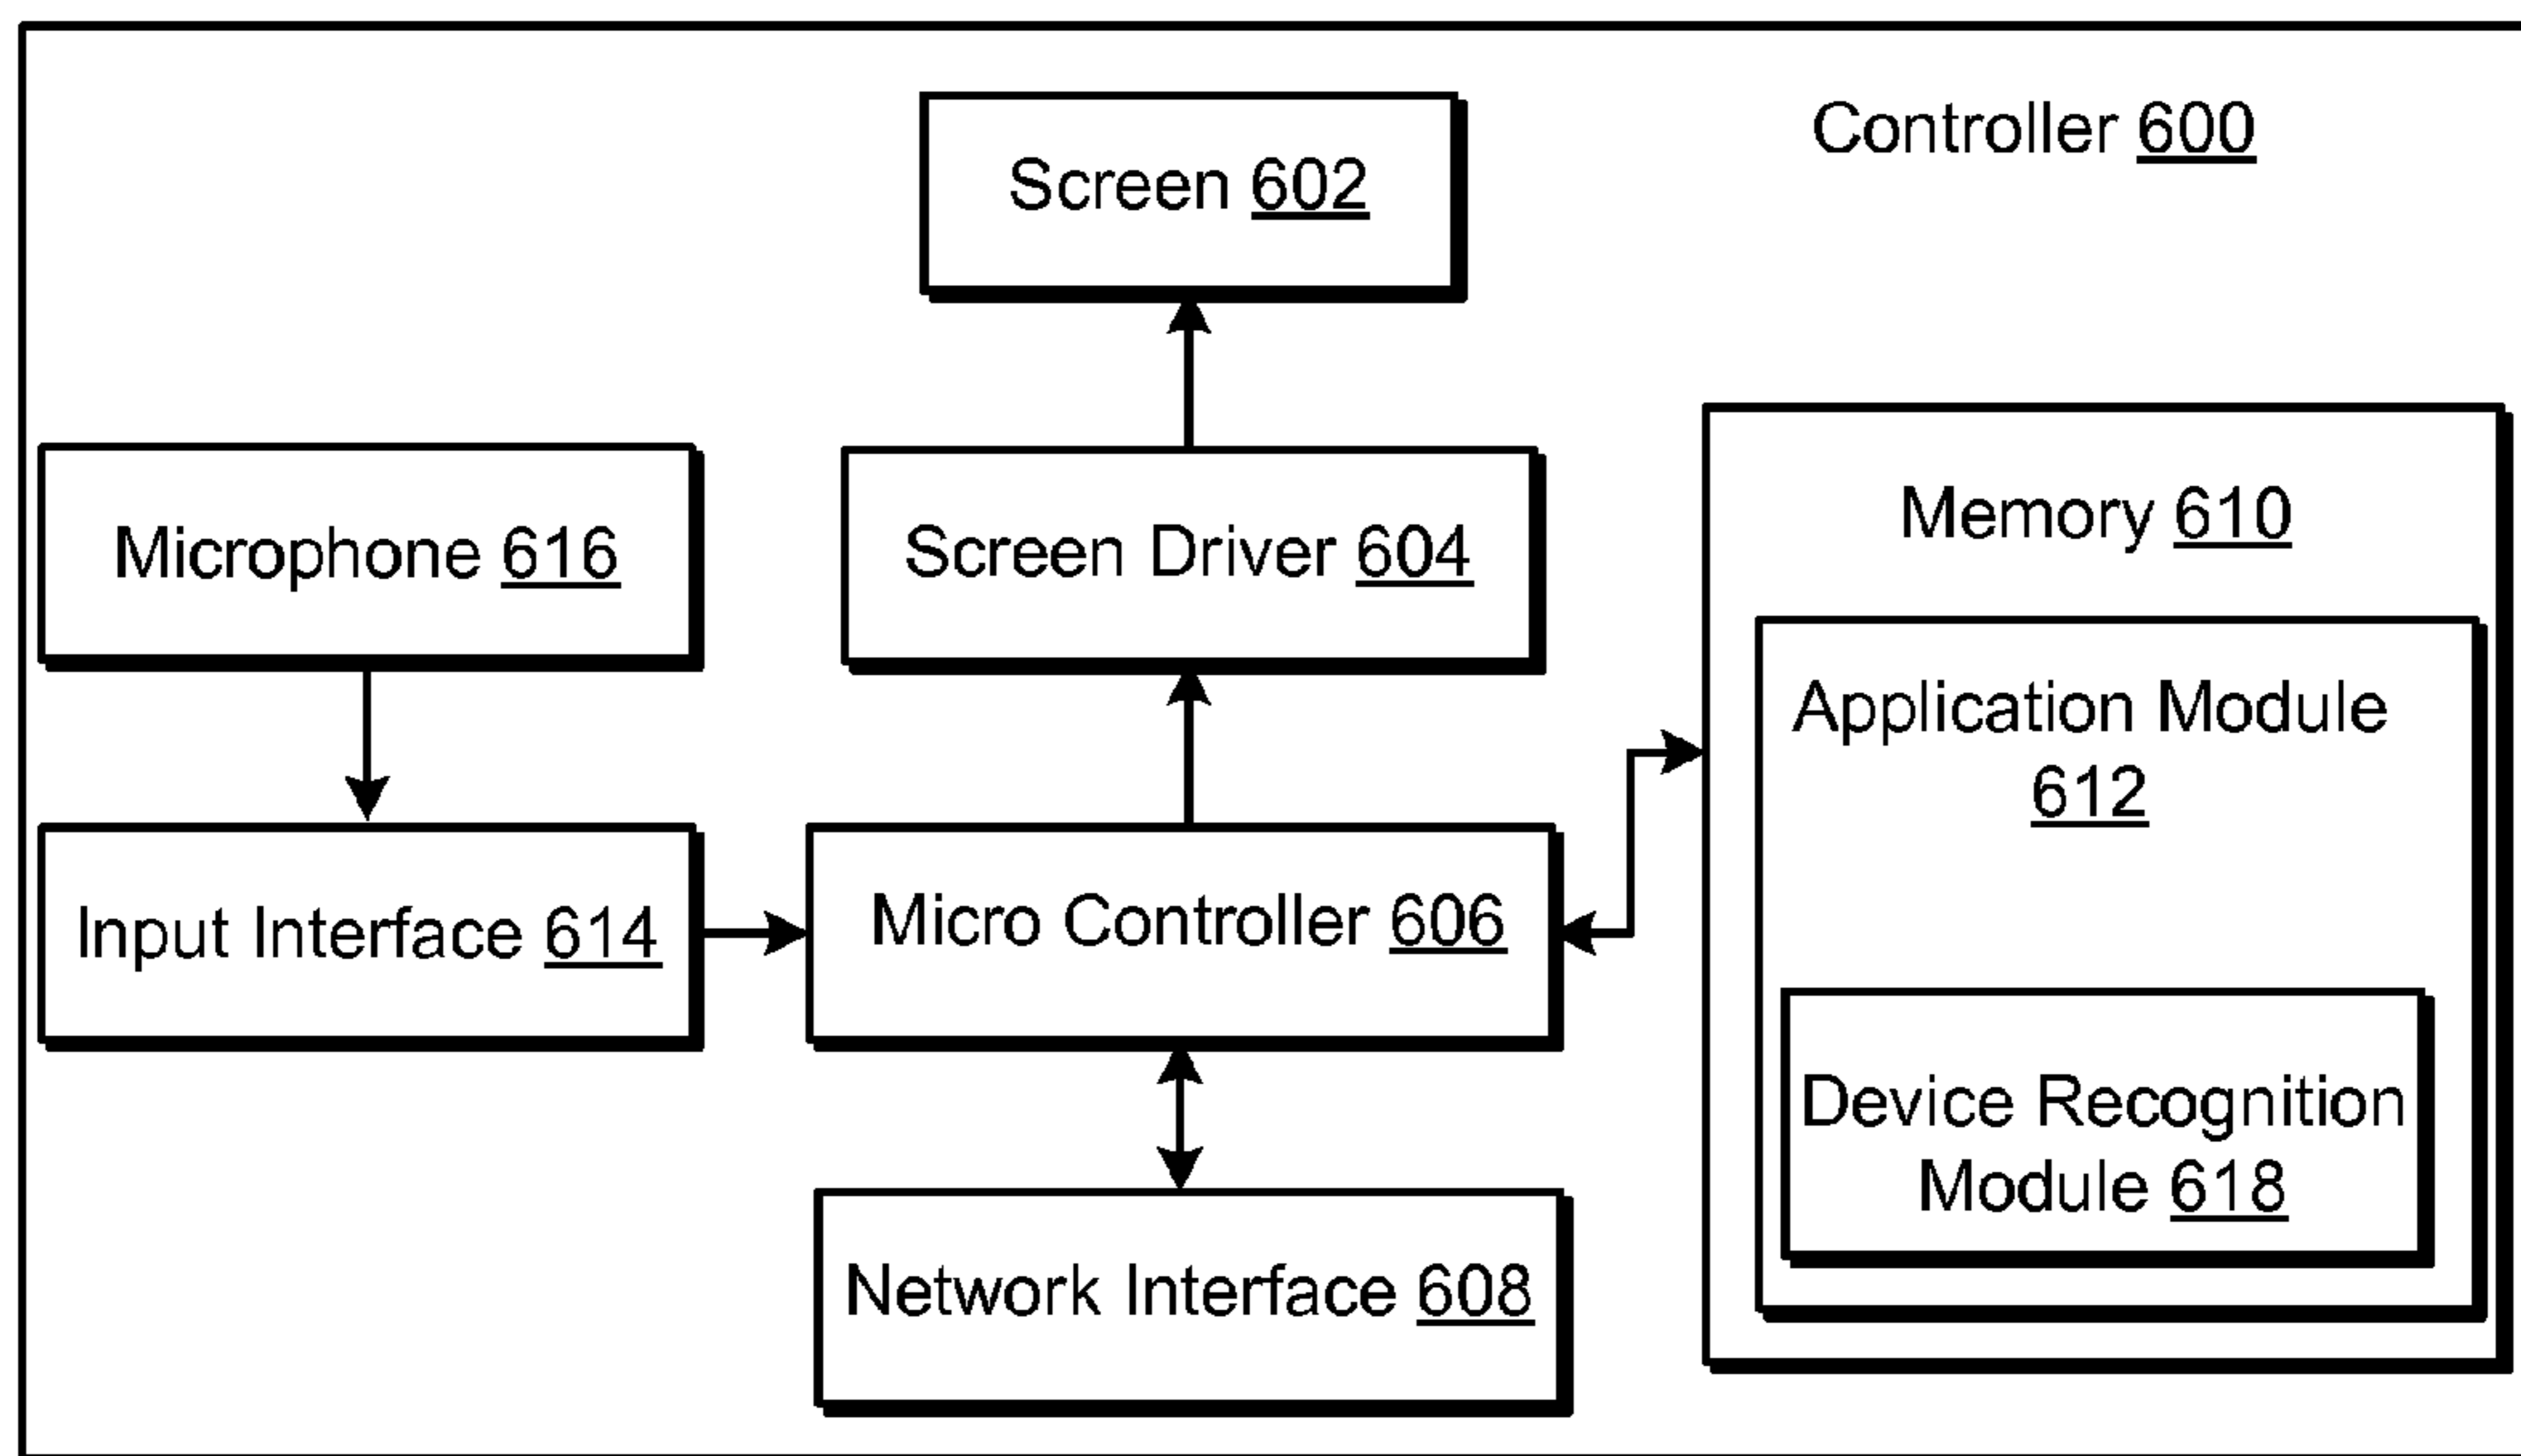 Controller 600
Screen 602
Microphone 616
Screen Driver 604
Memory 610
Application Module
612
Input Interface 614
Micro Controller 606
Device Recognition
Module 618
Network Interface 608